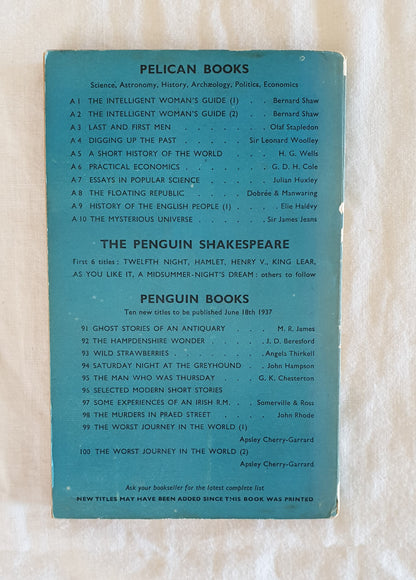 PELICAN BOOKS
Science, Astronomy, History, Archæology, Politics, Economics
A 1 THE INTELLIGENT WOMAN'S GUIDE (1) . . Bernard Shaw
A 2 THE INTELLIGENT WOMAN'S GUIDE (2) . . Bernard Shaw
A 3 LAST AND FIRST MEN . . . . . . . Olaf Stapledon
A 4 DIGGING UP THE PAST . . . . . Sir Leonard Woolley
A 5 A SHORT HISTORY OF THE WORLD . . . H. G. Wells
A 6 PRACTICAL ECONOMICS . . . . . . G. D. H. Cole
A 7 ESSAYS IN POPULAR SCIENCE . . . . Julian Huxley
A 8 THE FLOATING REPUBLIC . . Dobrée & Manwaring
A 9 HISTORY OF THE ENGLISH PEOPLE (1) . . Elie Halévy
A 10 THE MYSTERIOUS UNIVERSE . . . . . Sir James Jeans
THE PENGUIN SHAKESPEARE
First 6 titles : TWELFTH NIGHT, HAMLET, HENRY V., KING LEAR,
AS YOU LIKE IT, A MIDSUMMER-NIGHT'S DREAM : others to follow
PENGUIN BOOKS
Ten new titles to be published June 18th 1937
91 GHOST STORIES OF AN ANTIQUARY . . M. R. James
92 THE HAMPDENSHIRE WONDER . . . J. D. Beresford
93 WILD STRAWBERRIES . . . . . . . Angela Thirkell
94 SATURDAY NIGHT AT THE GREYHOUND . John Hampson
95 THE MAN WHO WAS THURSDAY . . G. K. Chesterton
96 SELECTED MODERN SHORT STORIES
97 SOME EXPERIENCES OF AN IRISH R.M. . . Somerville & Ross
98 THE MURDERS IN PRAED STREET . . . . John Rhode
99 THE WORST JOURNEY IN THE WORLD (1)
Apsley Cherry-Garrard
100 THE WORST JOURNEY IN THE WORLD (2)
Apsley Cherry-Garrard
Ask your bookseller for the latest complete list
NEW TITLES MAY HAVE BEEN ADDED SINCE THIS BOOK WAS PRINTED